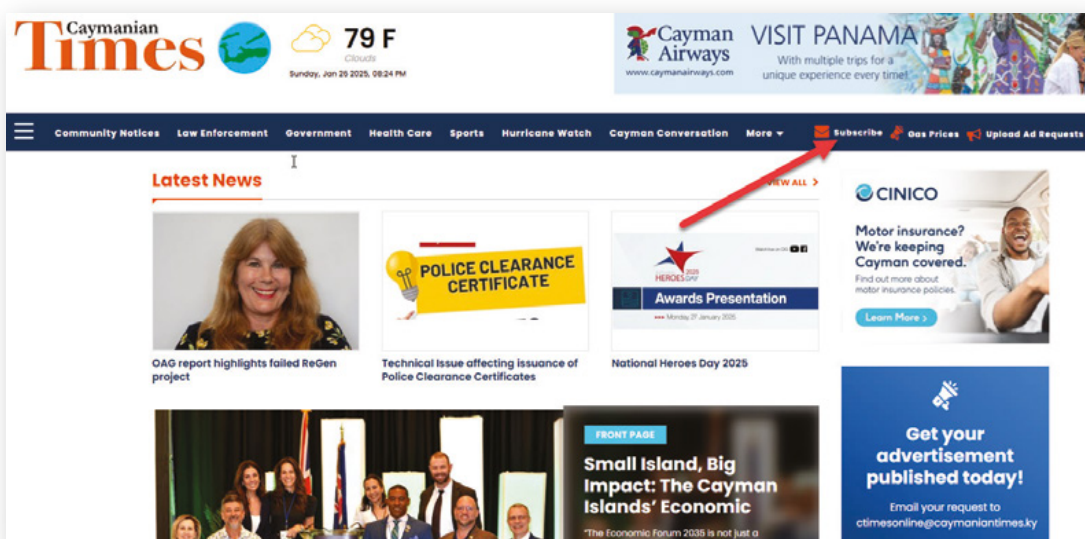 Caymanian
Times
79 F
Clouds
Sunday, Jan 26 2025, 08:24 PM
Cayman
Airways
www.caymanairways.com
VISIT PANAMA
With multiple trips for a
unique experience every time!
Community Notices Law Enforcement Government Health Care Sports Hurricane Watch Cayman Conversation More Subscribe Gas Prices Upload Ad Requests
Latest News
VIEW ALL
POLICE CLEARANCE
CERTIFICATE
HEROES DAY 2025
Awards Presentation
Monday, 27 January 2025
OAG report highlights failed ReGen
project
Technical Issue affecting issuance of
Police Clearance Certificates
National Heroes Day 2025
CINICO
Motor insurance?
We're keeping
Cayman covered.
Find out more about
motor insurance policies.
Learn More >
FRONT PAGE
Small Island, Big
Impact: The Cayman
Islands' Economic
"The Economic Forum 2035 is not just a
Get your
advertisement
published today!
Email your request to
ctimesonline@caymaniantimes.ky